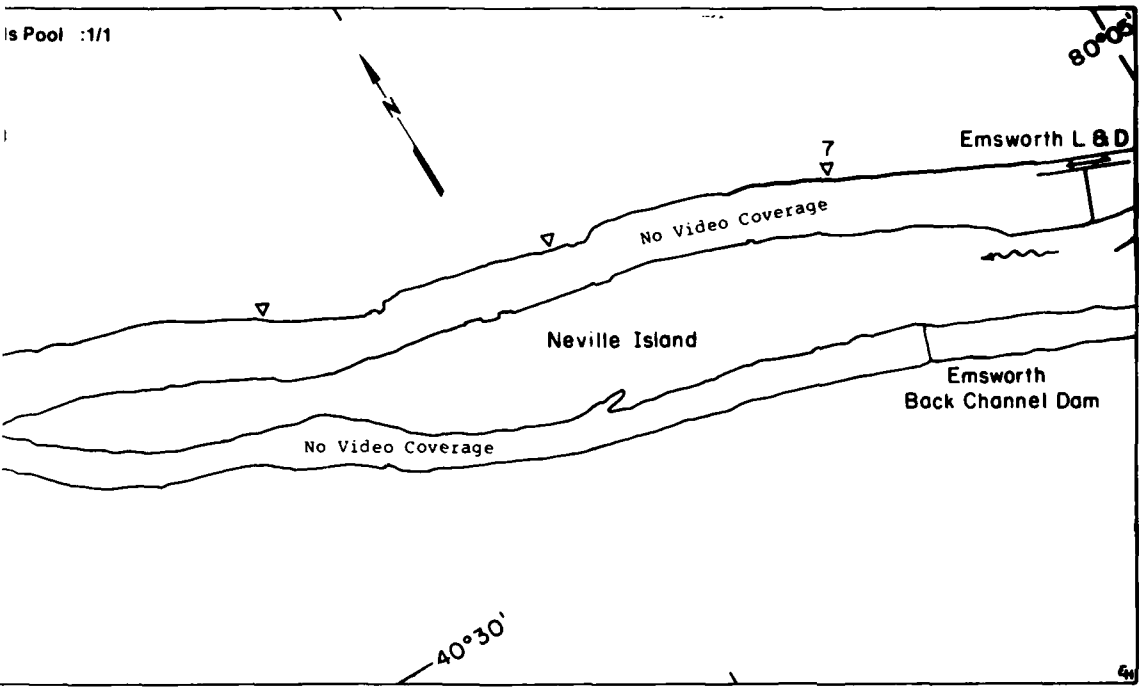 ls Pool :1/1
80°05'
N
Emsworth L & D
7
No Video Coverage
Neville Island
Emsworth
Back Channel Dam
No Video Coverage
40°30'